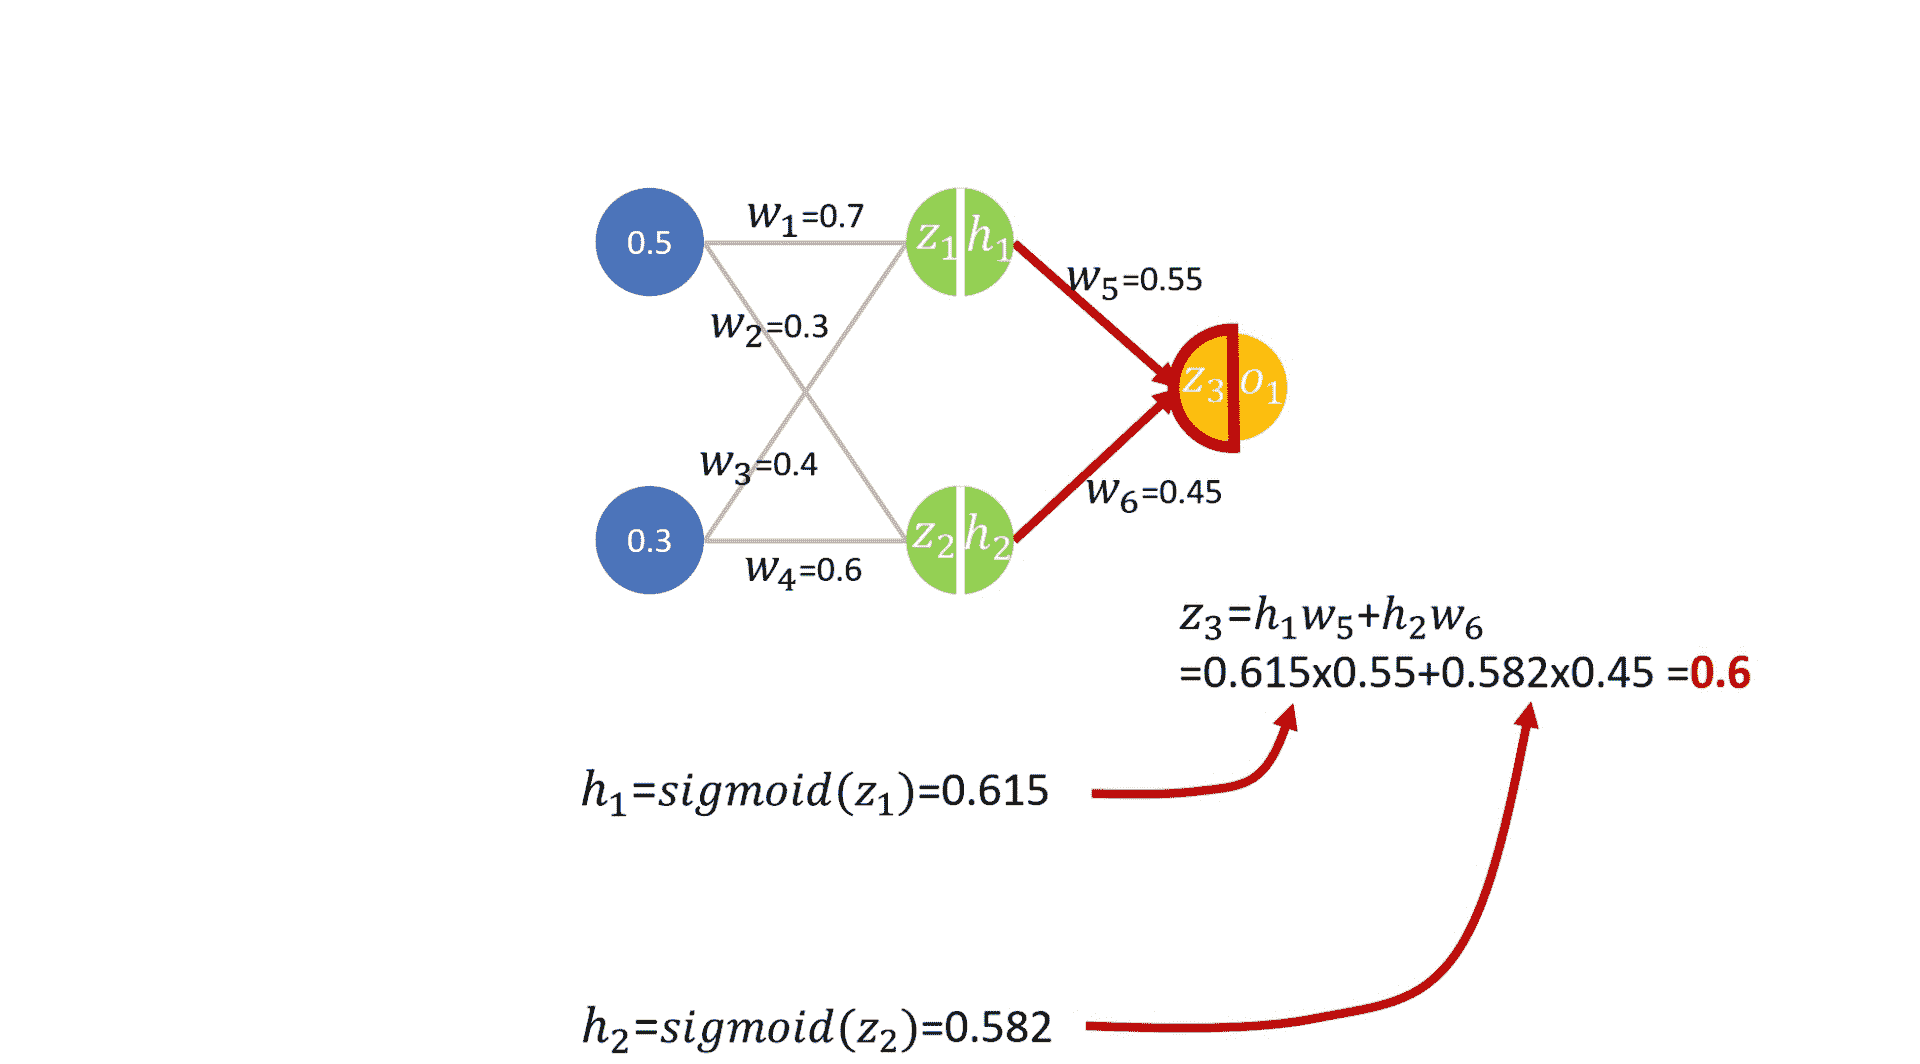 w₁=0.7
0.5
z₁ h₁
w₅=0.55
w₂=0.3
z₃ o₁
w₃=0.4
w₆=0.45
0.3
z₂ h₂
w₄=0.6
z₃=h₁w₅+h₂w₆
=0.615x0.55+0.582x0.45 =0.6
h₁=sigmoid(z₁)=0.615
h₂=sigmoid(z₂)=0.582